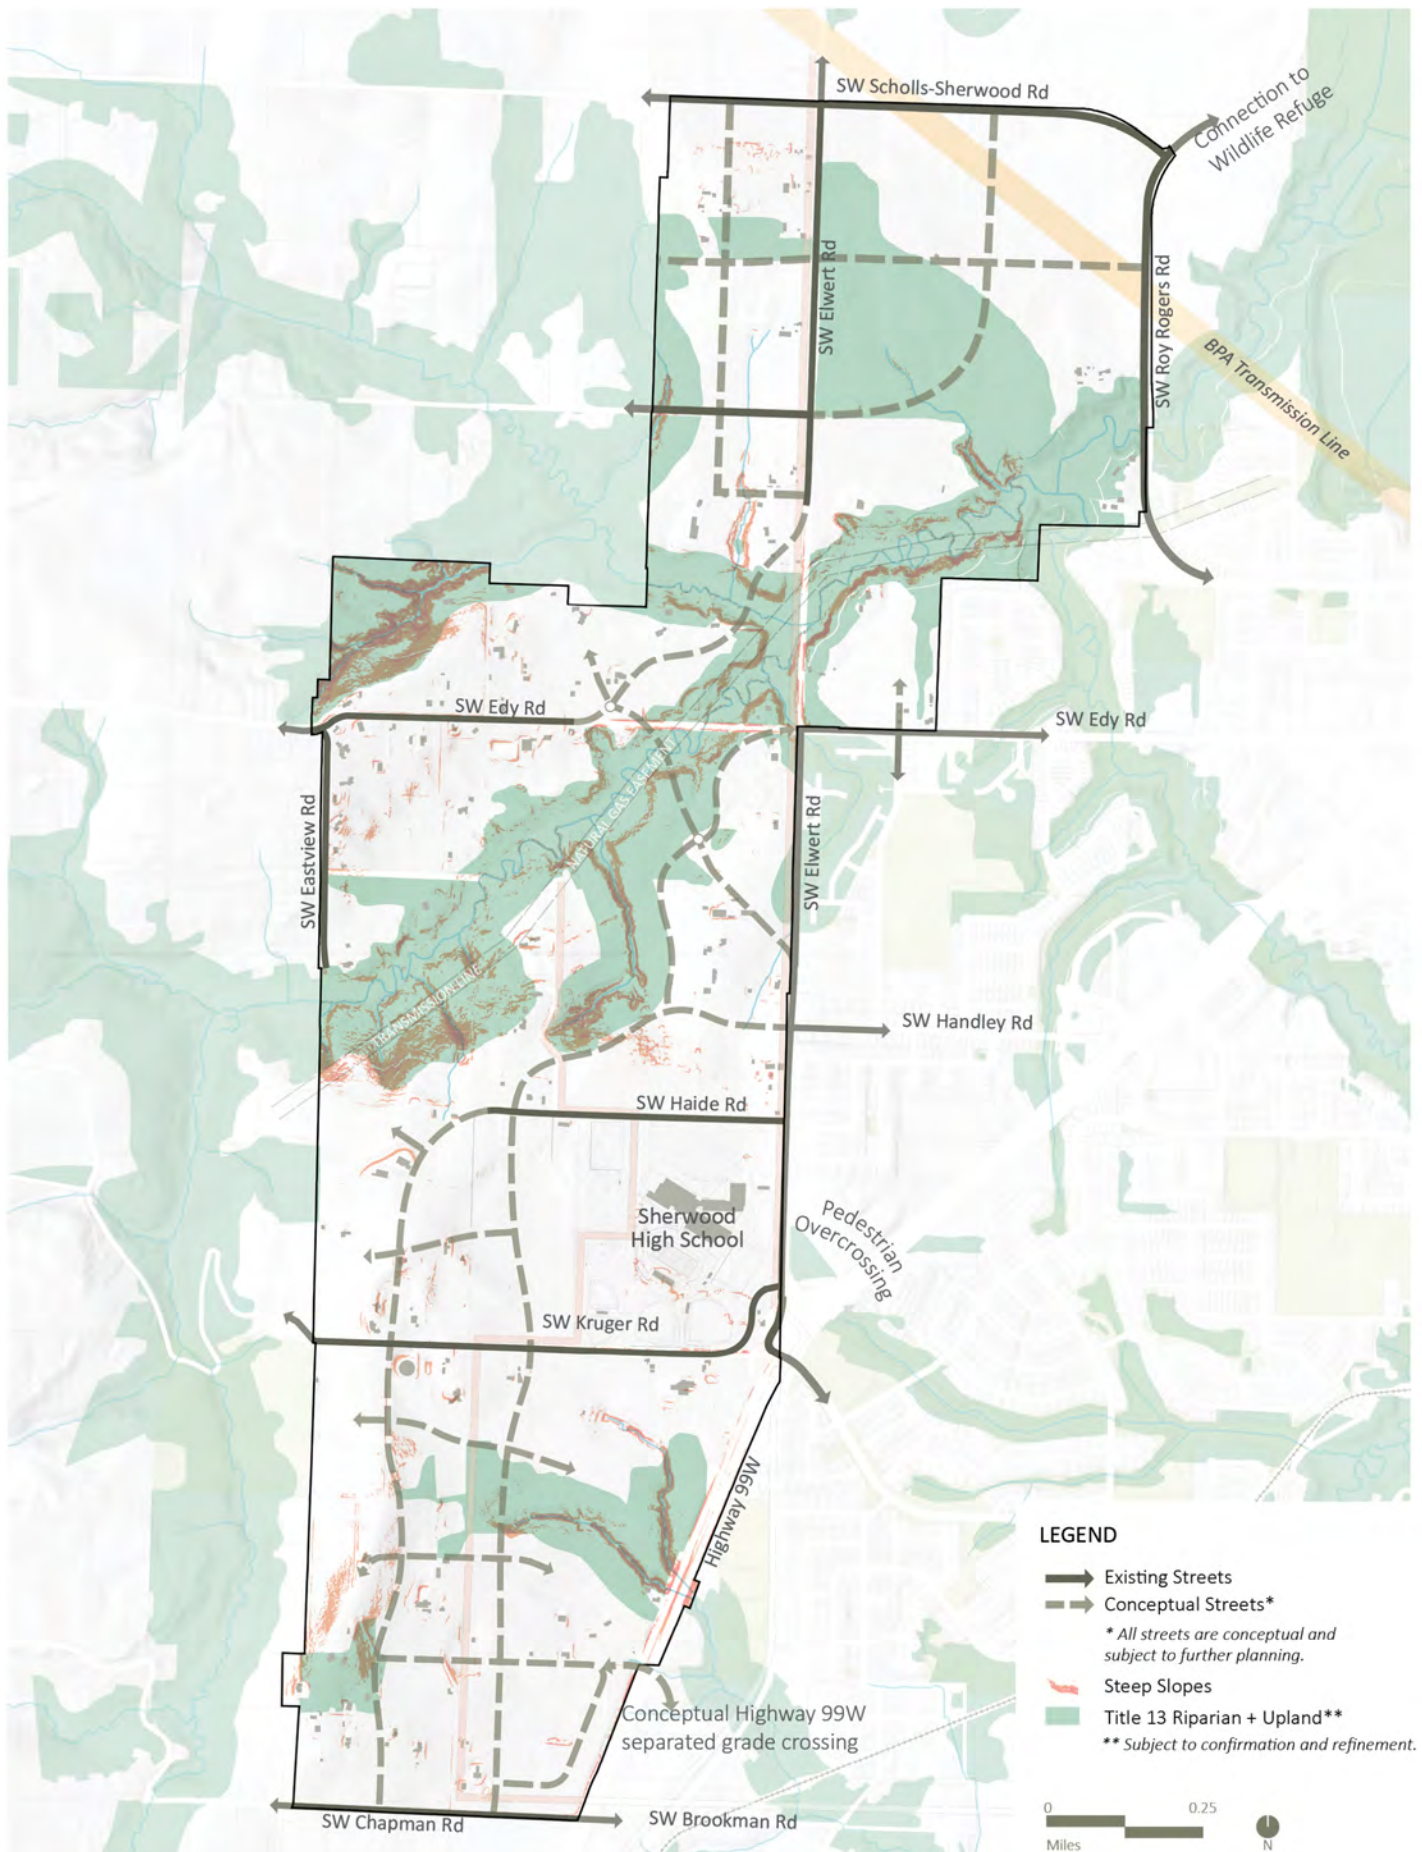 SW Scholls-Sherwood Rd
Connection to
Wildlife Refuge
SW Elwert Rd
SW Roy Rogers Rd
BPA Transmission Line
SW Edy Rd
SW Edy Rd
NATURAL GAS EASEMENT
SW Eastview Rd
SW Elwert Rd
TRANSMISSION LINE
SW Handley Rd
SW Haide Rd
Sherwood
High School
Pedestrian
Overcrossing
SW Kruger Rd
Highway 99W
Conceptual Highway 99W
separated grade crossing
SW Chapman Rd
SW Brookman Rd
LEGEND
Existing Streets
Conceptual Streets*
* All streets are conceptual and
subject to further planning.
Steep Slopes
Title 13 Riparian + Upland**
** Subject to confirmation and refinement.
0 0.25
Miles
N